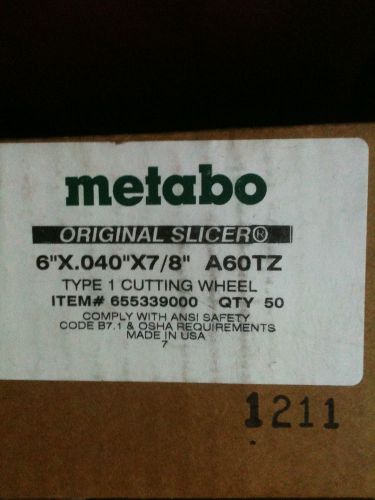 metabo
ORIGINAL SLICER®
6"X.040"X7/8" A60TZ
TYPE 1 CUTTING WHEEL
ITEM# 655339000 QTY 50
COMPLY WITH ANSI SAFETY
CODE B7.1 & OSHA REQUIREMENTS
MADE IN USA
7
1211